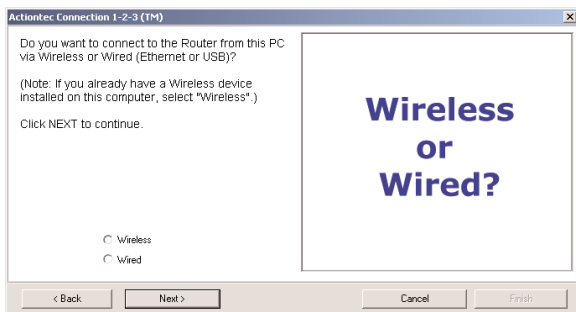 Actiontec Connection 1-2-3 (TM)
Do you want to connect to the Router from this PC
via Wireless or Wired (Ethernet or USB)?
(Note: If you already have a Wireless device
installed on this computer, select "Wireless".)
Click NEXT to continue.
Wireless
or
Wired?
Wireless
Wired
< Back
Next >
Cancel
Finish